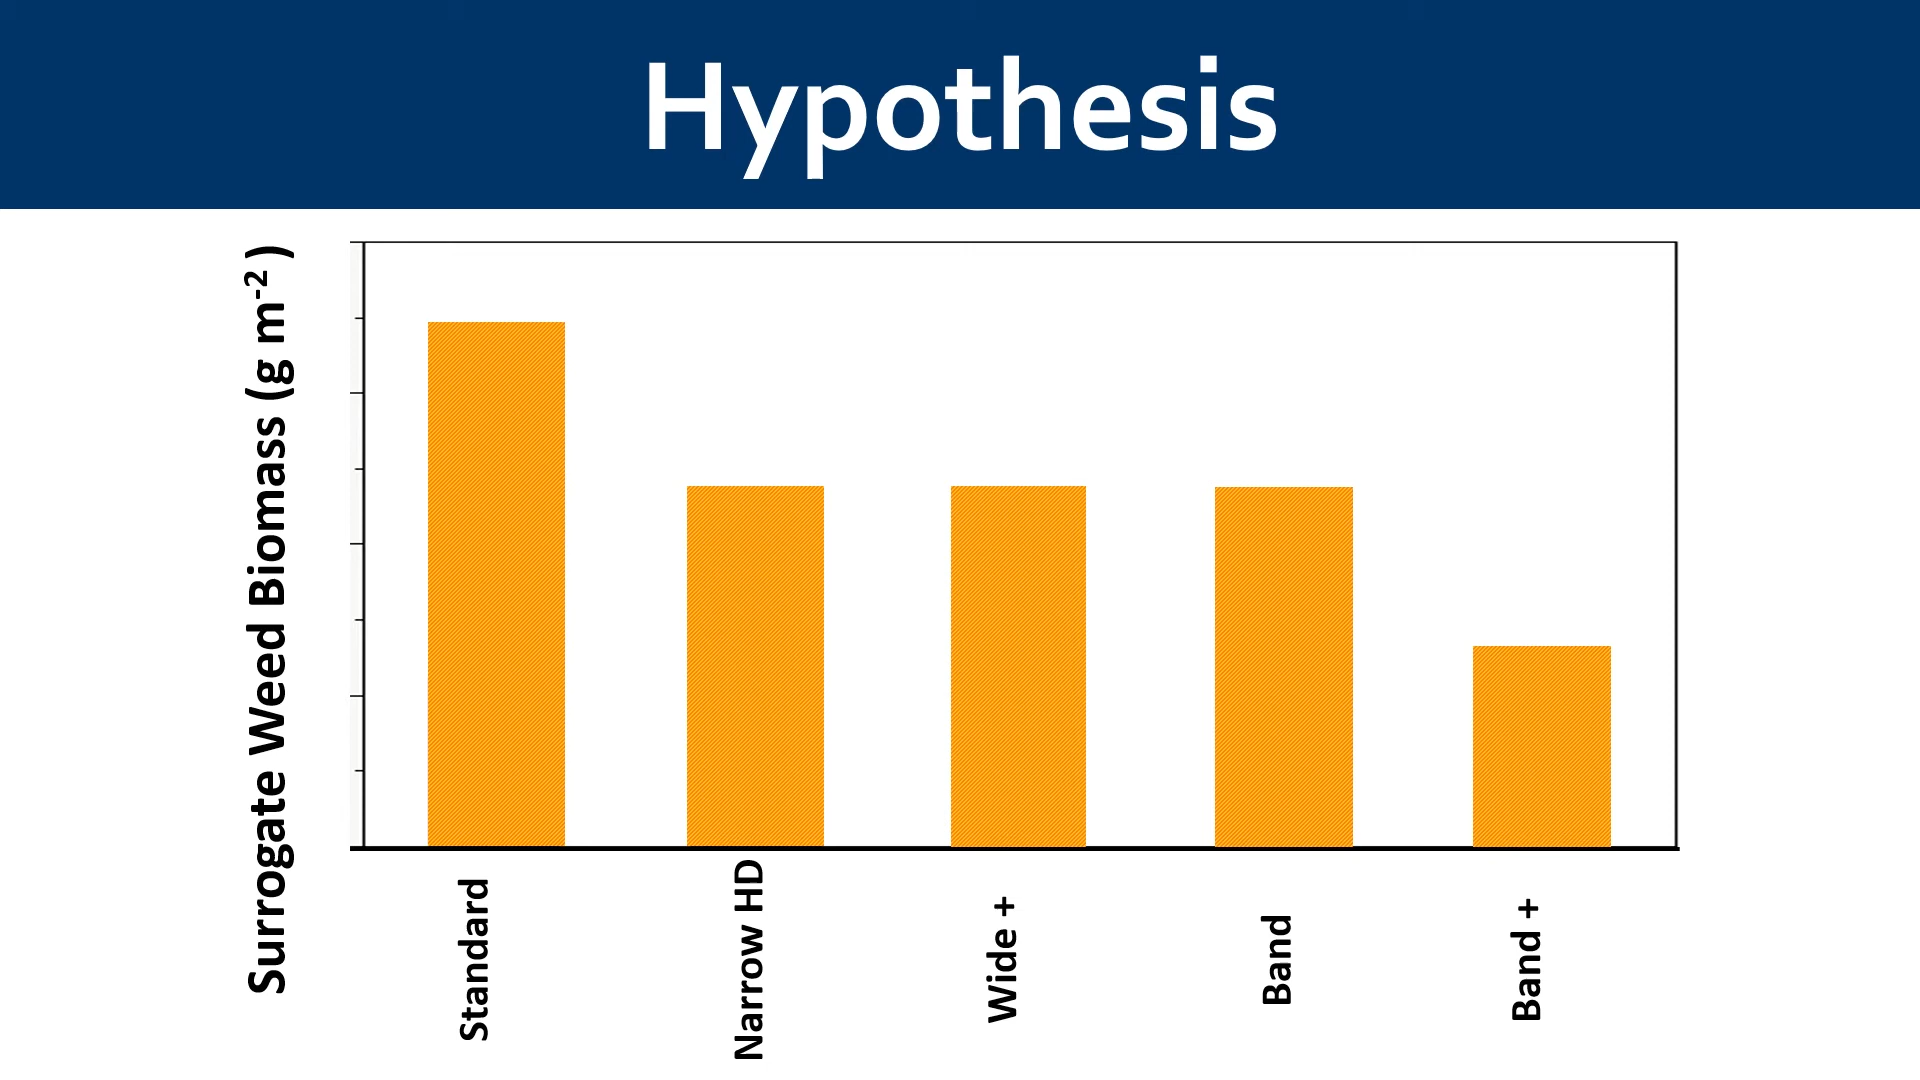 Hypothesis
Surrogate Weed Biomass (g m⁻²)
Standard
Narrow HD
Wide +
Band
Band +